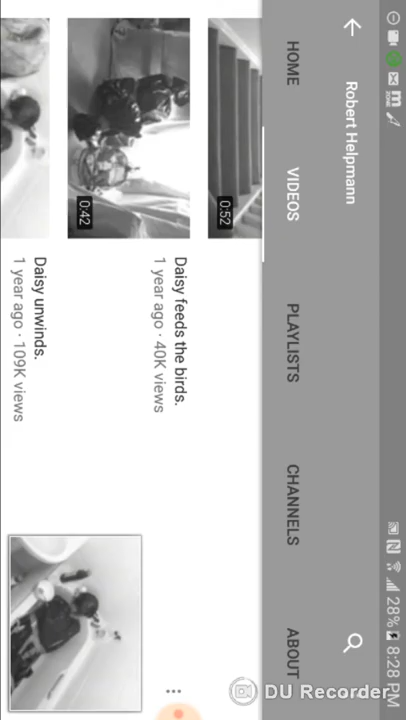 28% 8:28 PM
Robert Helpmann
HOME VIDEOS PLAYLISTS CHANNELS ABOUT
0:52
0:42
Daisy feeds the birds.
1 year ago · 40K views
Daisy unwinds.
1 year ago · 109K views
DU Recorder